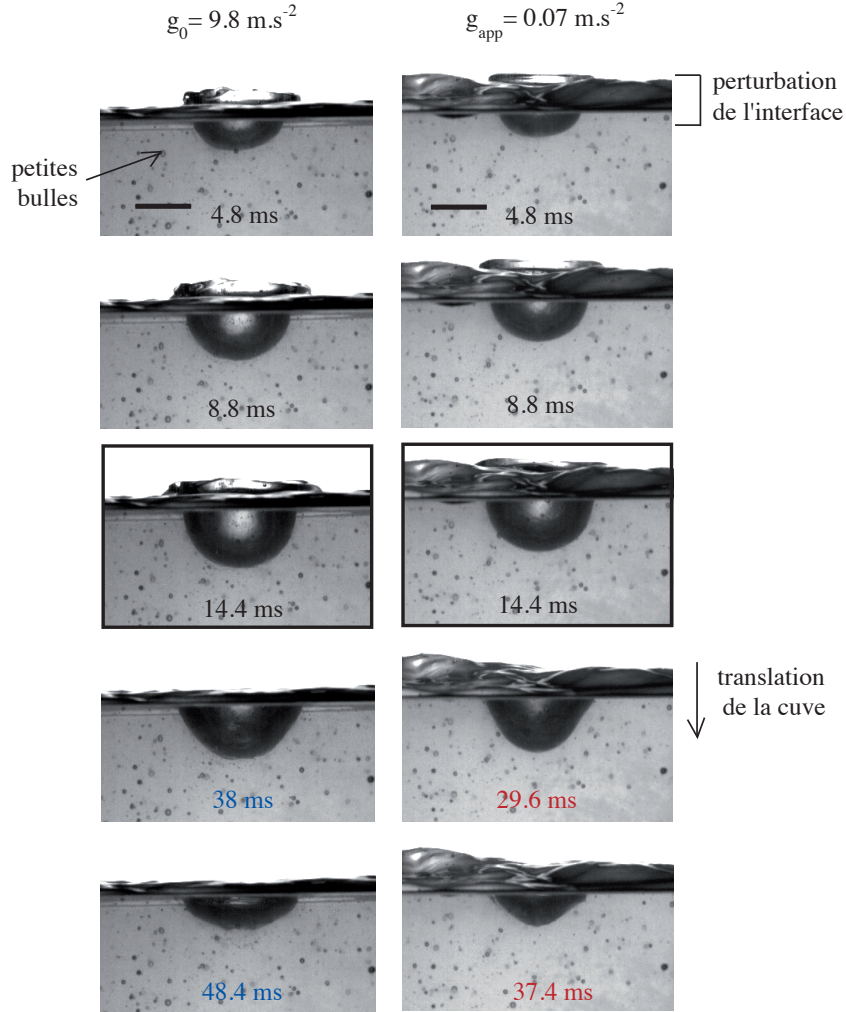 g₀= 9.8 m.s⁻²
g_app= 0.07 m.s⁻²
perturbation
de l'interface
petites
bulles
4.8 ms
4.8 ms
8.8 ms
8.8 ms
14.4 ms
14.4 ms
translation
de la cuve
38 ms
29.6 ms
48.4 ms
37.4 ms